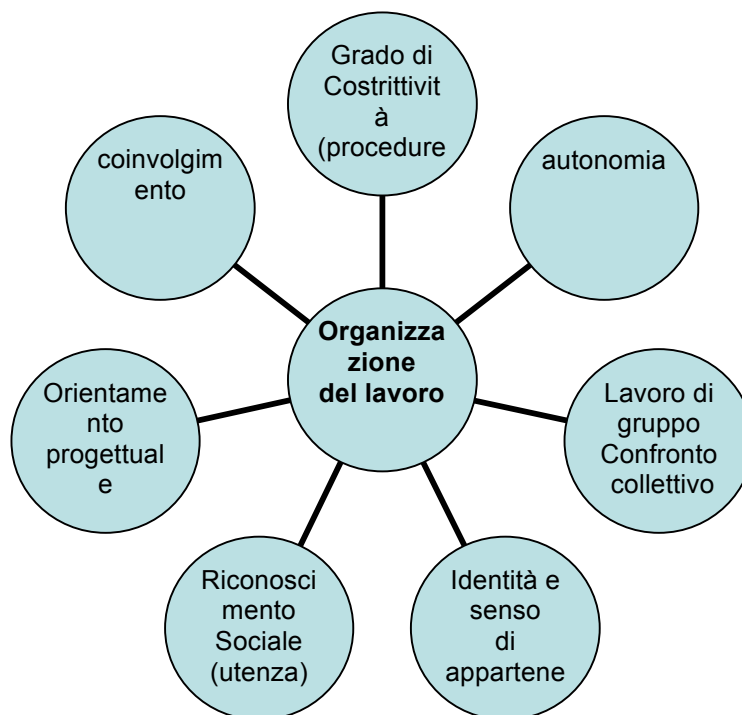 Grado di
Costrittivit
à
(procedure
autonomia
Lavoro di
gruppo
Confronto
collettivo
Identità e
senso
di
appartene
Riconosci
mento
Sociale
(utenza)
Orientame
nto
progettual
e
coinvolgim
ento
Organizza
zione
del lavoro